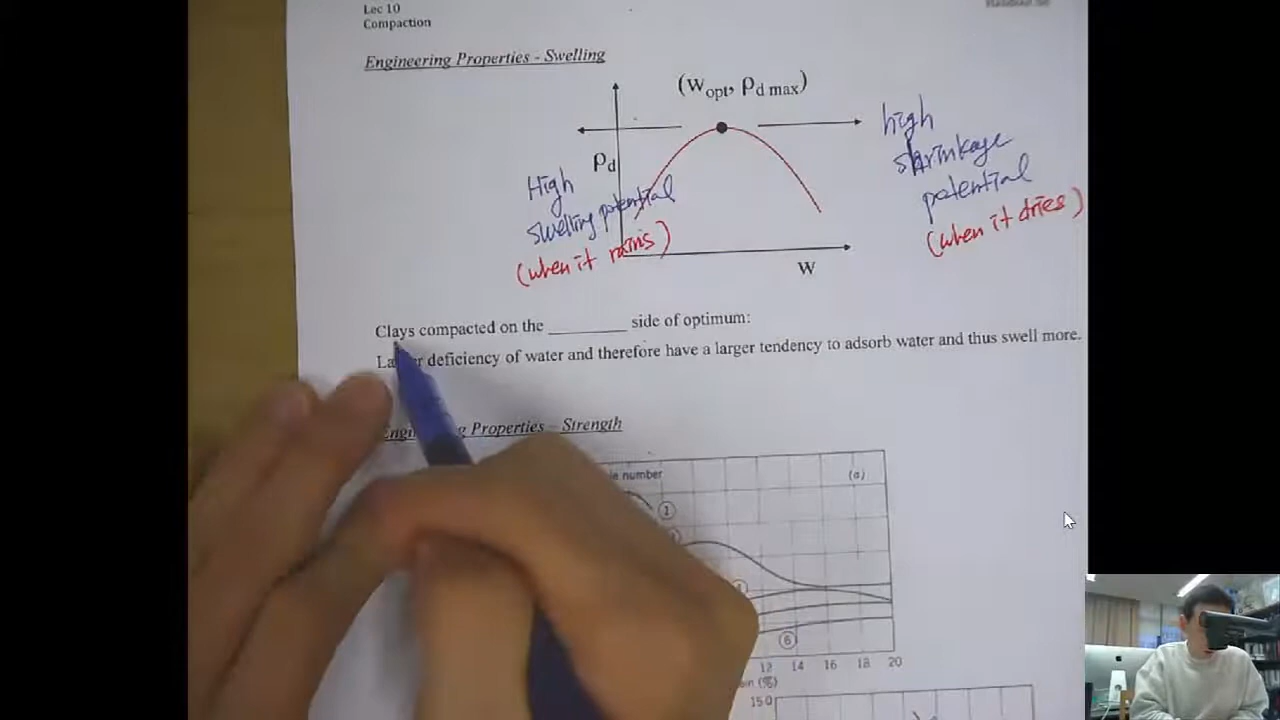 Lec 10
Compaction
Engineering Properties - Swelling
(wopt, ρd max)
ρd
w
High
swelling potential
(when it rains)
high
shrinkage
potential
(when it dries)
Clays compacted on the ________ side of optimum:
deficiency of water and therefore have a larger tendency to adsorb water and thus swell more.
Properties – Strength
number
(a)
1
6
12 14 16 18 20
(%)
150